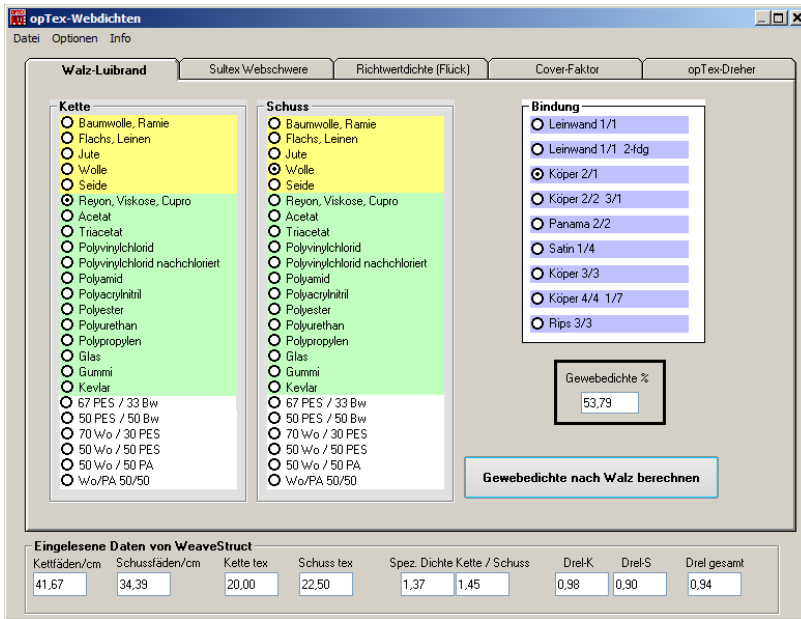 opTex-Webdichten
Datei Optionen Info
Walz-Luibrand Sultex Webschwere Richtwertdichte (Flück) Cover-Faktor opTex-Dreher
Kette
Baumwolle, Ramie
Flachs, Leinen
Jute
Wolle
Seide
Reyon, Viskose, Cupro
Acetat
Triacetat
Polyvinylchlorid
Polyvinylchlorid nachchloriert
Polyamid
Polyacrylnitril
Polyester
Polyurethan
Polypropylen
Glas
Gummi
Kevlar
67 PES / 33 Bw
50 PES / 50 Bw
70 Wo / 30 PES
50 Wo / 50 PES
50 Wo / 50 PA
Wo/PA 50/50
Schuss
Baumwolle, Ramie
Flachs, Leinen
Jute
Wolle
Seide
Reyon, Viskose, Cupro
Acetat
Triacetat
Polyvinylchlorid
Polyvinylchlorid nachchloriert
Polyamid
Polyacrylnitril
Polyester
Polyurethan
Polypropylen
Glas
Gummi
Kevlar
67 PES / 33 Bw
50 PES / 50 Bw
70 Wo / 30 PES
50 Wo / 50 PES
50 Wo / 50 PA
Wo/PA 50/50
Bindung
Leinwand 1/1
Leinwand 1/1 2-fdg
Köper 2/1
Köper 2/2 3/1
Panama 2/2
Satin 1/4
Köper 3/3
Köper 4/4 1/7
Rips 3/3
Gewebedichte %
53,79
Gewebedichte nach Walz berechnen
Eingelesene Daten von WeaveStruct
Kettfäden/cm Schussfäden/cm Kette tex Schuss tex Spez. Dichte Kette / Schuss Drel-K Drel-S Drel gesamt
41,67 34,39 20,00 22,50 1,37 1,45 0,98 0,90 0,94